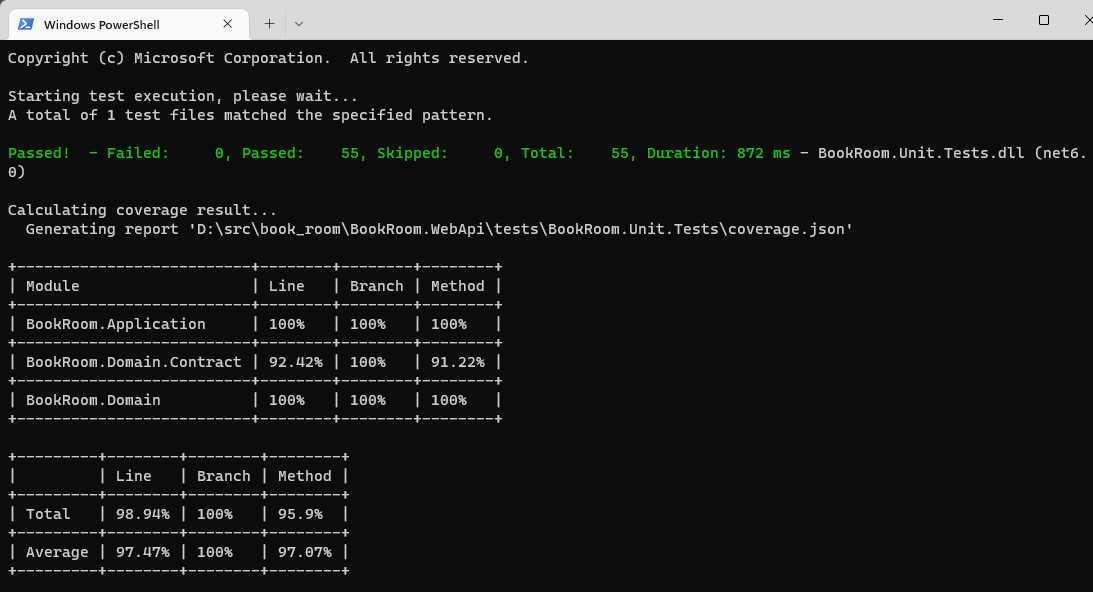 Windows PowerShell
Copyright (c) Microsoft Corporation.  All rights reserved.
Starting test execution, please wait...
A total of 1 test files matched the specified pattern.
Passed!  - Failed:     0, Passed:    55, Skipped:     0, Total:    55, Duration: 872 ms - BookRoom.Unit.Tests.dll (net6.
0)
Calculating coverage result...
  Generating report 'D:\src\book_room\BookRoom.WebApi\tests\BookRoom.Unit.Tests\coverage.json'
+--------------------------+--------+--------+--------+
| Module                   | Line   | Branch | Method |
+--------------------------+--------+--------+--------+
| BookRoom.Application     | 100%   | 100%   | 100%   |
+--------------------------+--------+--------+--------+
| BookRoom.Domain.Contract | 92.42% | 100%   | 91.22% |
+--------------------------+--------+--------+--------+
| BookRoom.Domain          | 100%   | 100%   | 100%   |
+--------------------------+--------+--------+--------+
+---------+--------+--------+--------+
|         | Line   | Branch | Method |
+---------+--------+--------+--------+
| Total   | 98.94% | 100%   | 95.9%  |
+---------+--------+--------+--------+
| Average | 97.47% | 100%   | 97.07% |
+---------+--------+--------+--------+